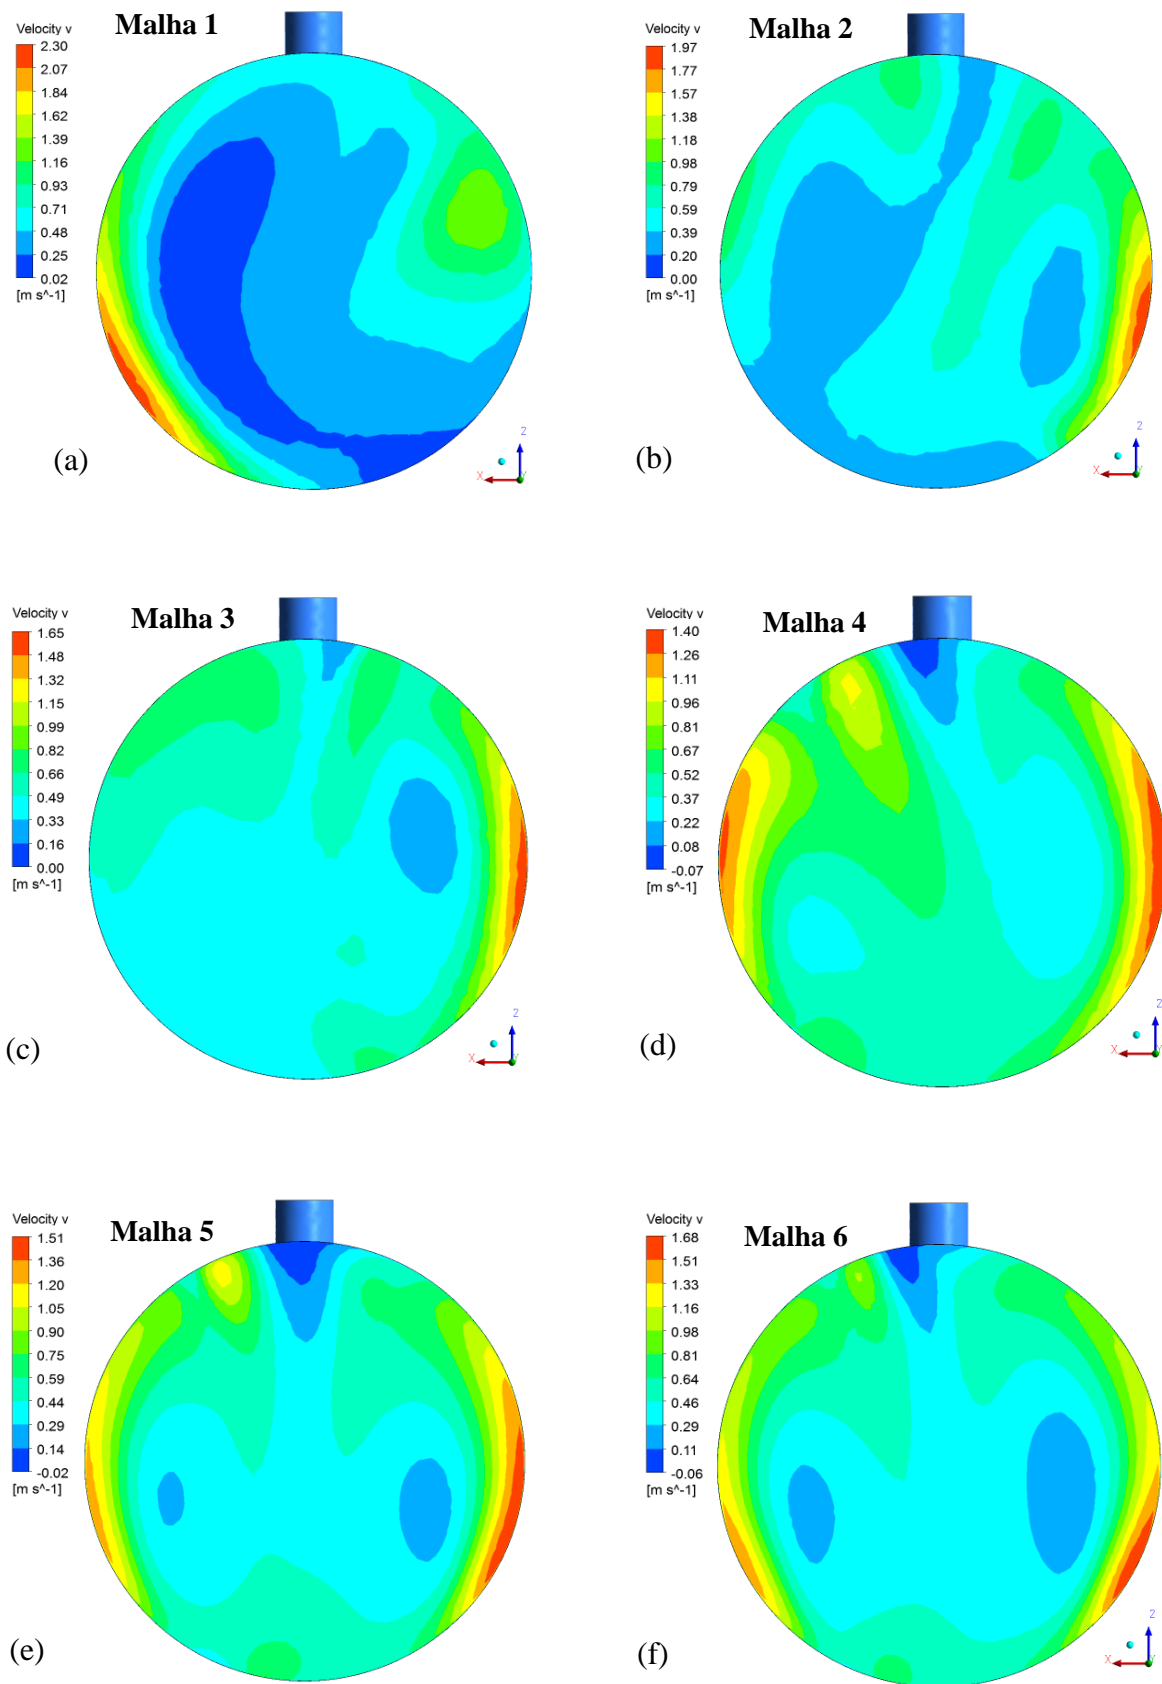 Malha 1
Velocity v
2.30
2.07
1.84
1.62
1.39
1.16
0.93
0.71
0.48
0.25
0.02
[m s^-1]
Z
X
Y
(a)
Malha 2
Velocity v
1.97
1.77
1.57
1.38
1.18
0.98
0.79
0.59
0.39
0.20
0.00
[m s^-1]
Z
X
Y
(b)
Malha 3
Velocity v
1.65
1.48
1.32
1.15
0.99
0.82
0.66
0.49
0.33
0.16
0.00
[m s^-1]
Z
X
Y
(c)
Malha 4
Velocity v
1.40
1.26
1.11
0.96
0.81
0.67
0.52
0.37
0.22
0.08
-0.07
[m s^-1]
Z
X
Y
(d)
Malha 5
Velocity v
1.51
1.36
1.20
1.05
0.90
0.75
0.59
0.44
0.29
0.14
-0.02
[m s^-1]
(e)
Malha 6
Velocity v
1.68
1.51
1.33
1.16
0.98
0.81
0.64
0.46
0.29
0.11
-0.06
[m s^-1]
Z
X
Y
(f)